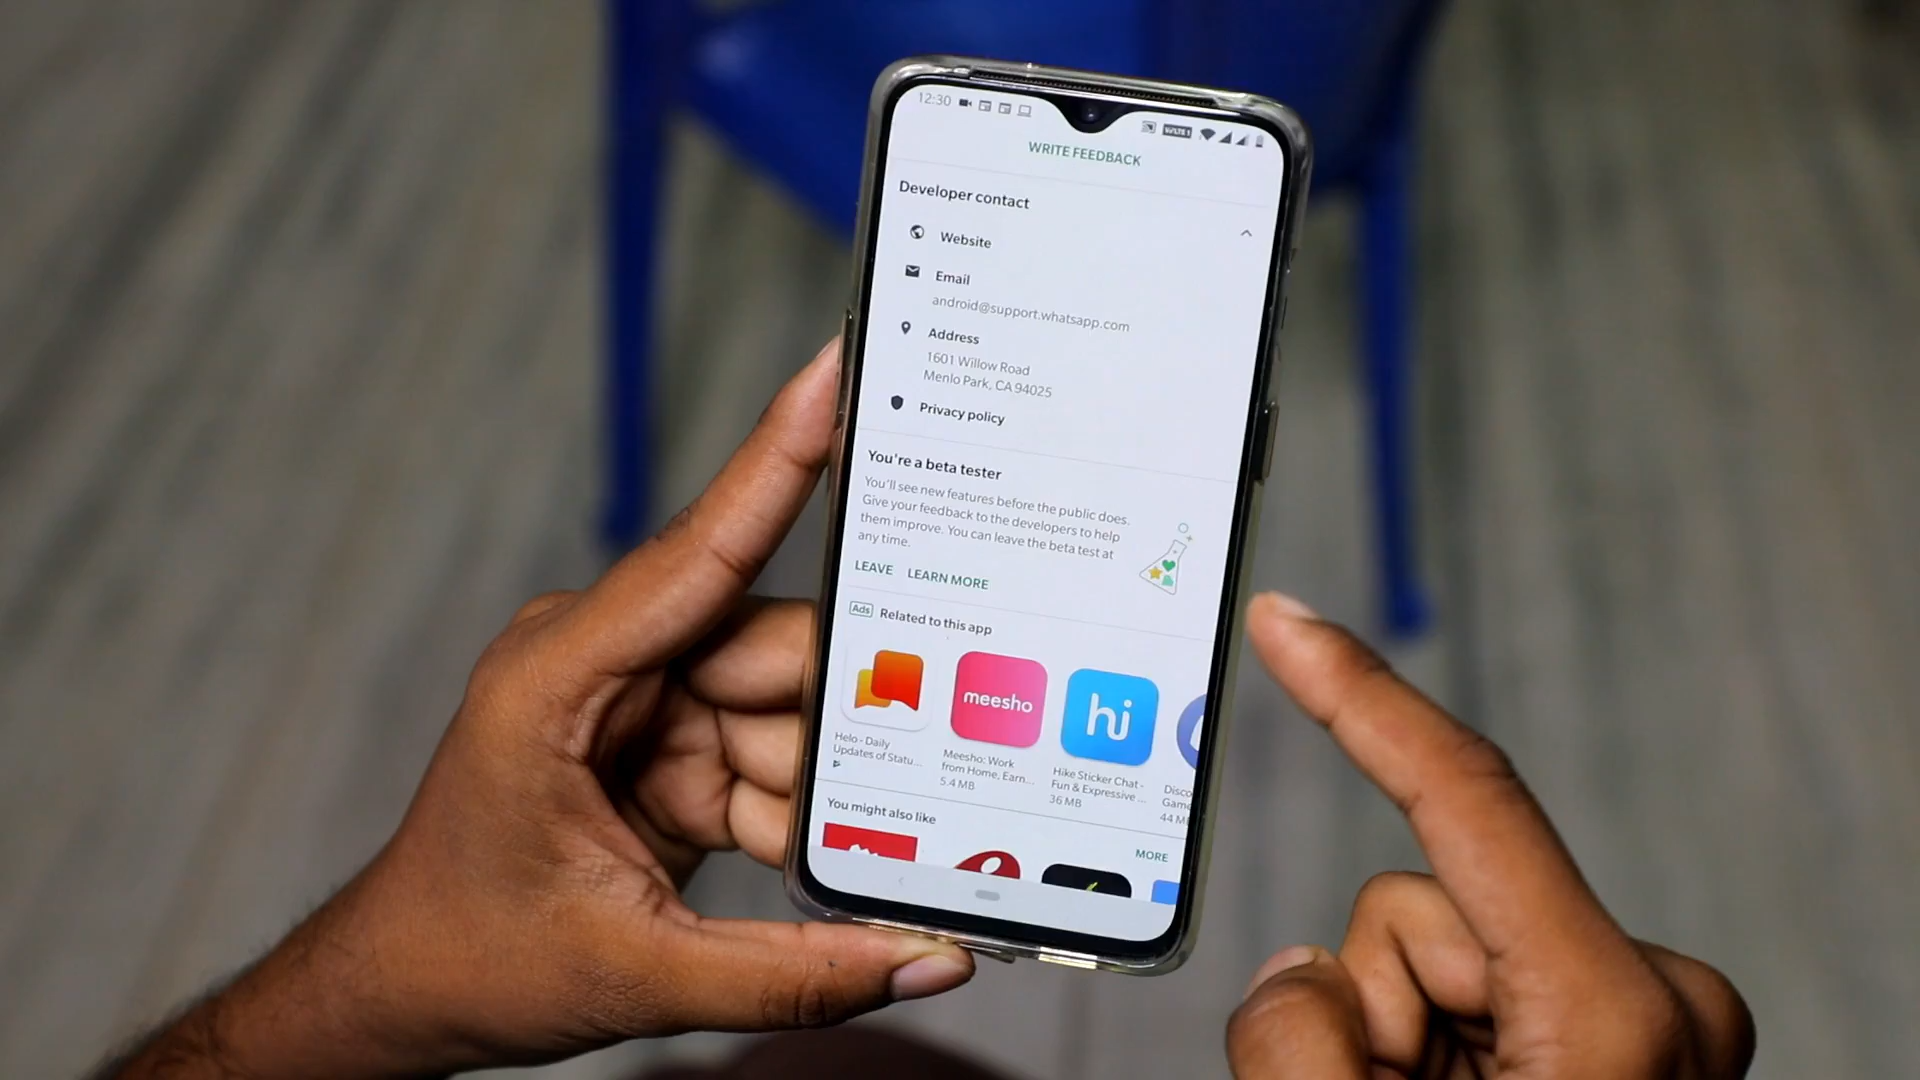 12:30
VoLTE 1
WRITE FEEDBACK
Developer contact
Website
Email
android@support.whatsapp.com
Address
1601 Willow Road
Menlo Park, CA 94025
Privacy policy
You're a beta tester
You'll see new features before the public does.
Give your feedback to the developers to help
them improve. You can leave the beta test at
any time.
LEAVE LEARN MORE
Ads Related to this app
meesho
hi
Helo - Daily
Updates of Statu...
Meesho: Work
from Home, Earn...
5.4 MB
Hike Sticker Chat -
Fun & Expressive ...
36 MB
Disco
Game
44 M
You might also like
MORE